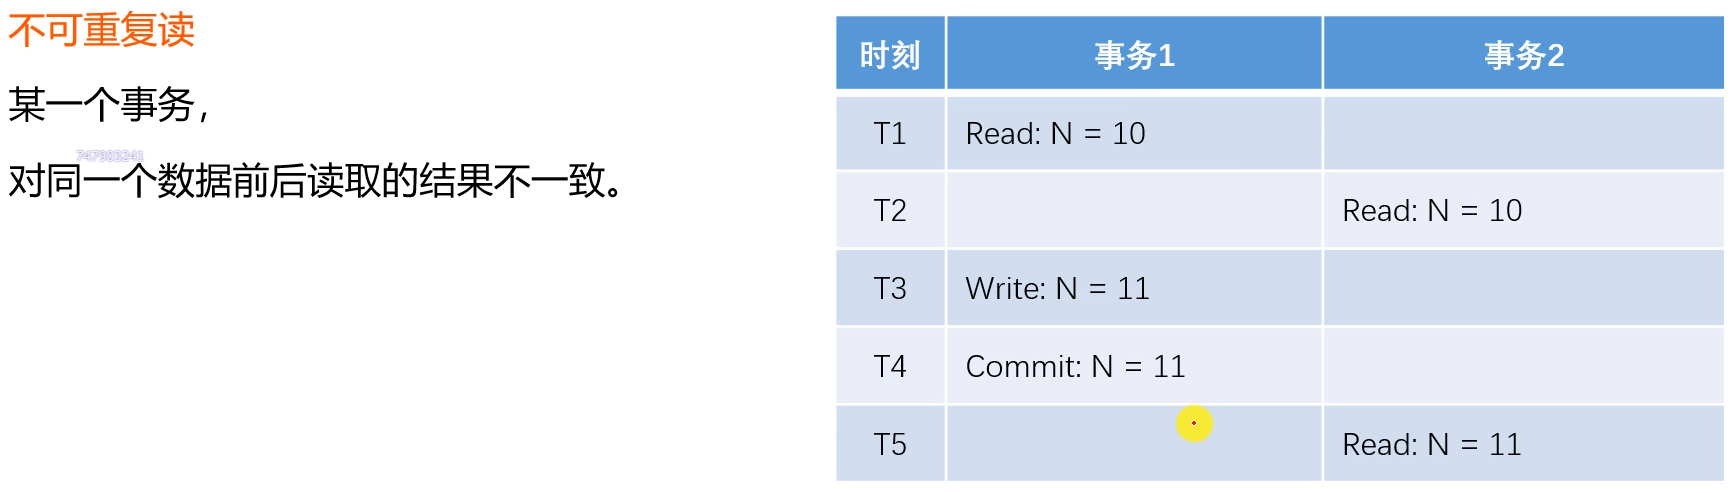 不可重复读
某一个事务，
747903241
对同一个数据前后读取的结果不一致。
时刻 事务1 事务2
T1 Read: N = 10
T2 Read: N = 10
T3 Write: N = 11
T4 Commit: N = 11
T5 Read: N = 11